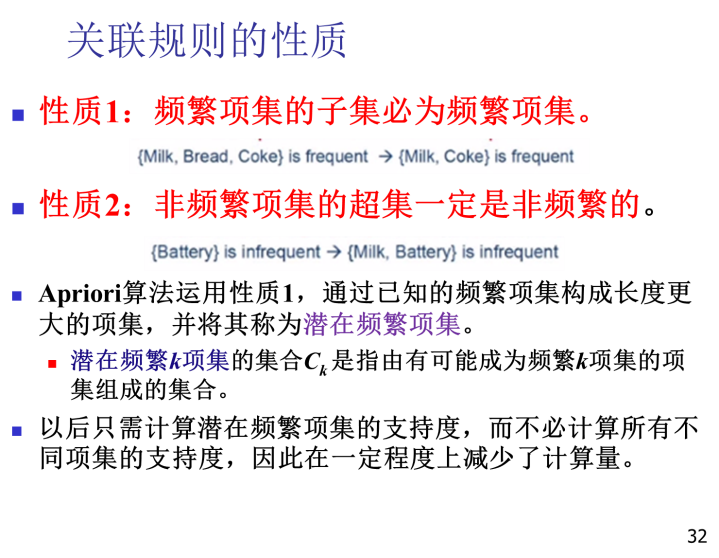 关联规则的性质
性质1：频繁项集的子集必为频繁项集。
{Milk, Bread, Coke} is frequent → {Milk, Coke} is frequent
性质2：非频繁项集的超集一定是非频繁的。
{Battery} is infrequent → {Milk, Battery} is infrequent
Apriori算法运用性质1，通过已知的频繁项集构成长度更
大的项集，并将其称为潜在频繁项集。
潜在频繁k项集的集合Ck 是指由有可能成为频繁k项集的项
集组成的集合。
以后只需计算潜在频繁项集的支持度，而不必计算所有不
同项集的支持度，因此在一定程度上减少了计算量。
32